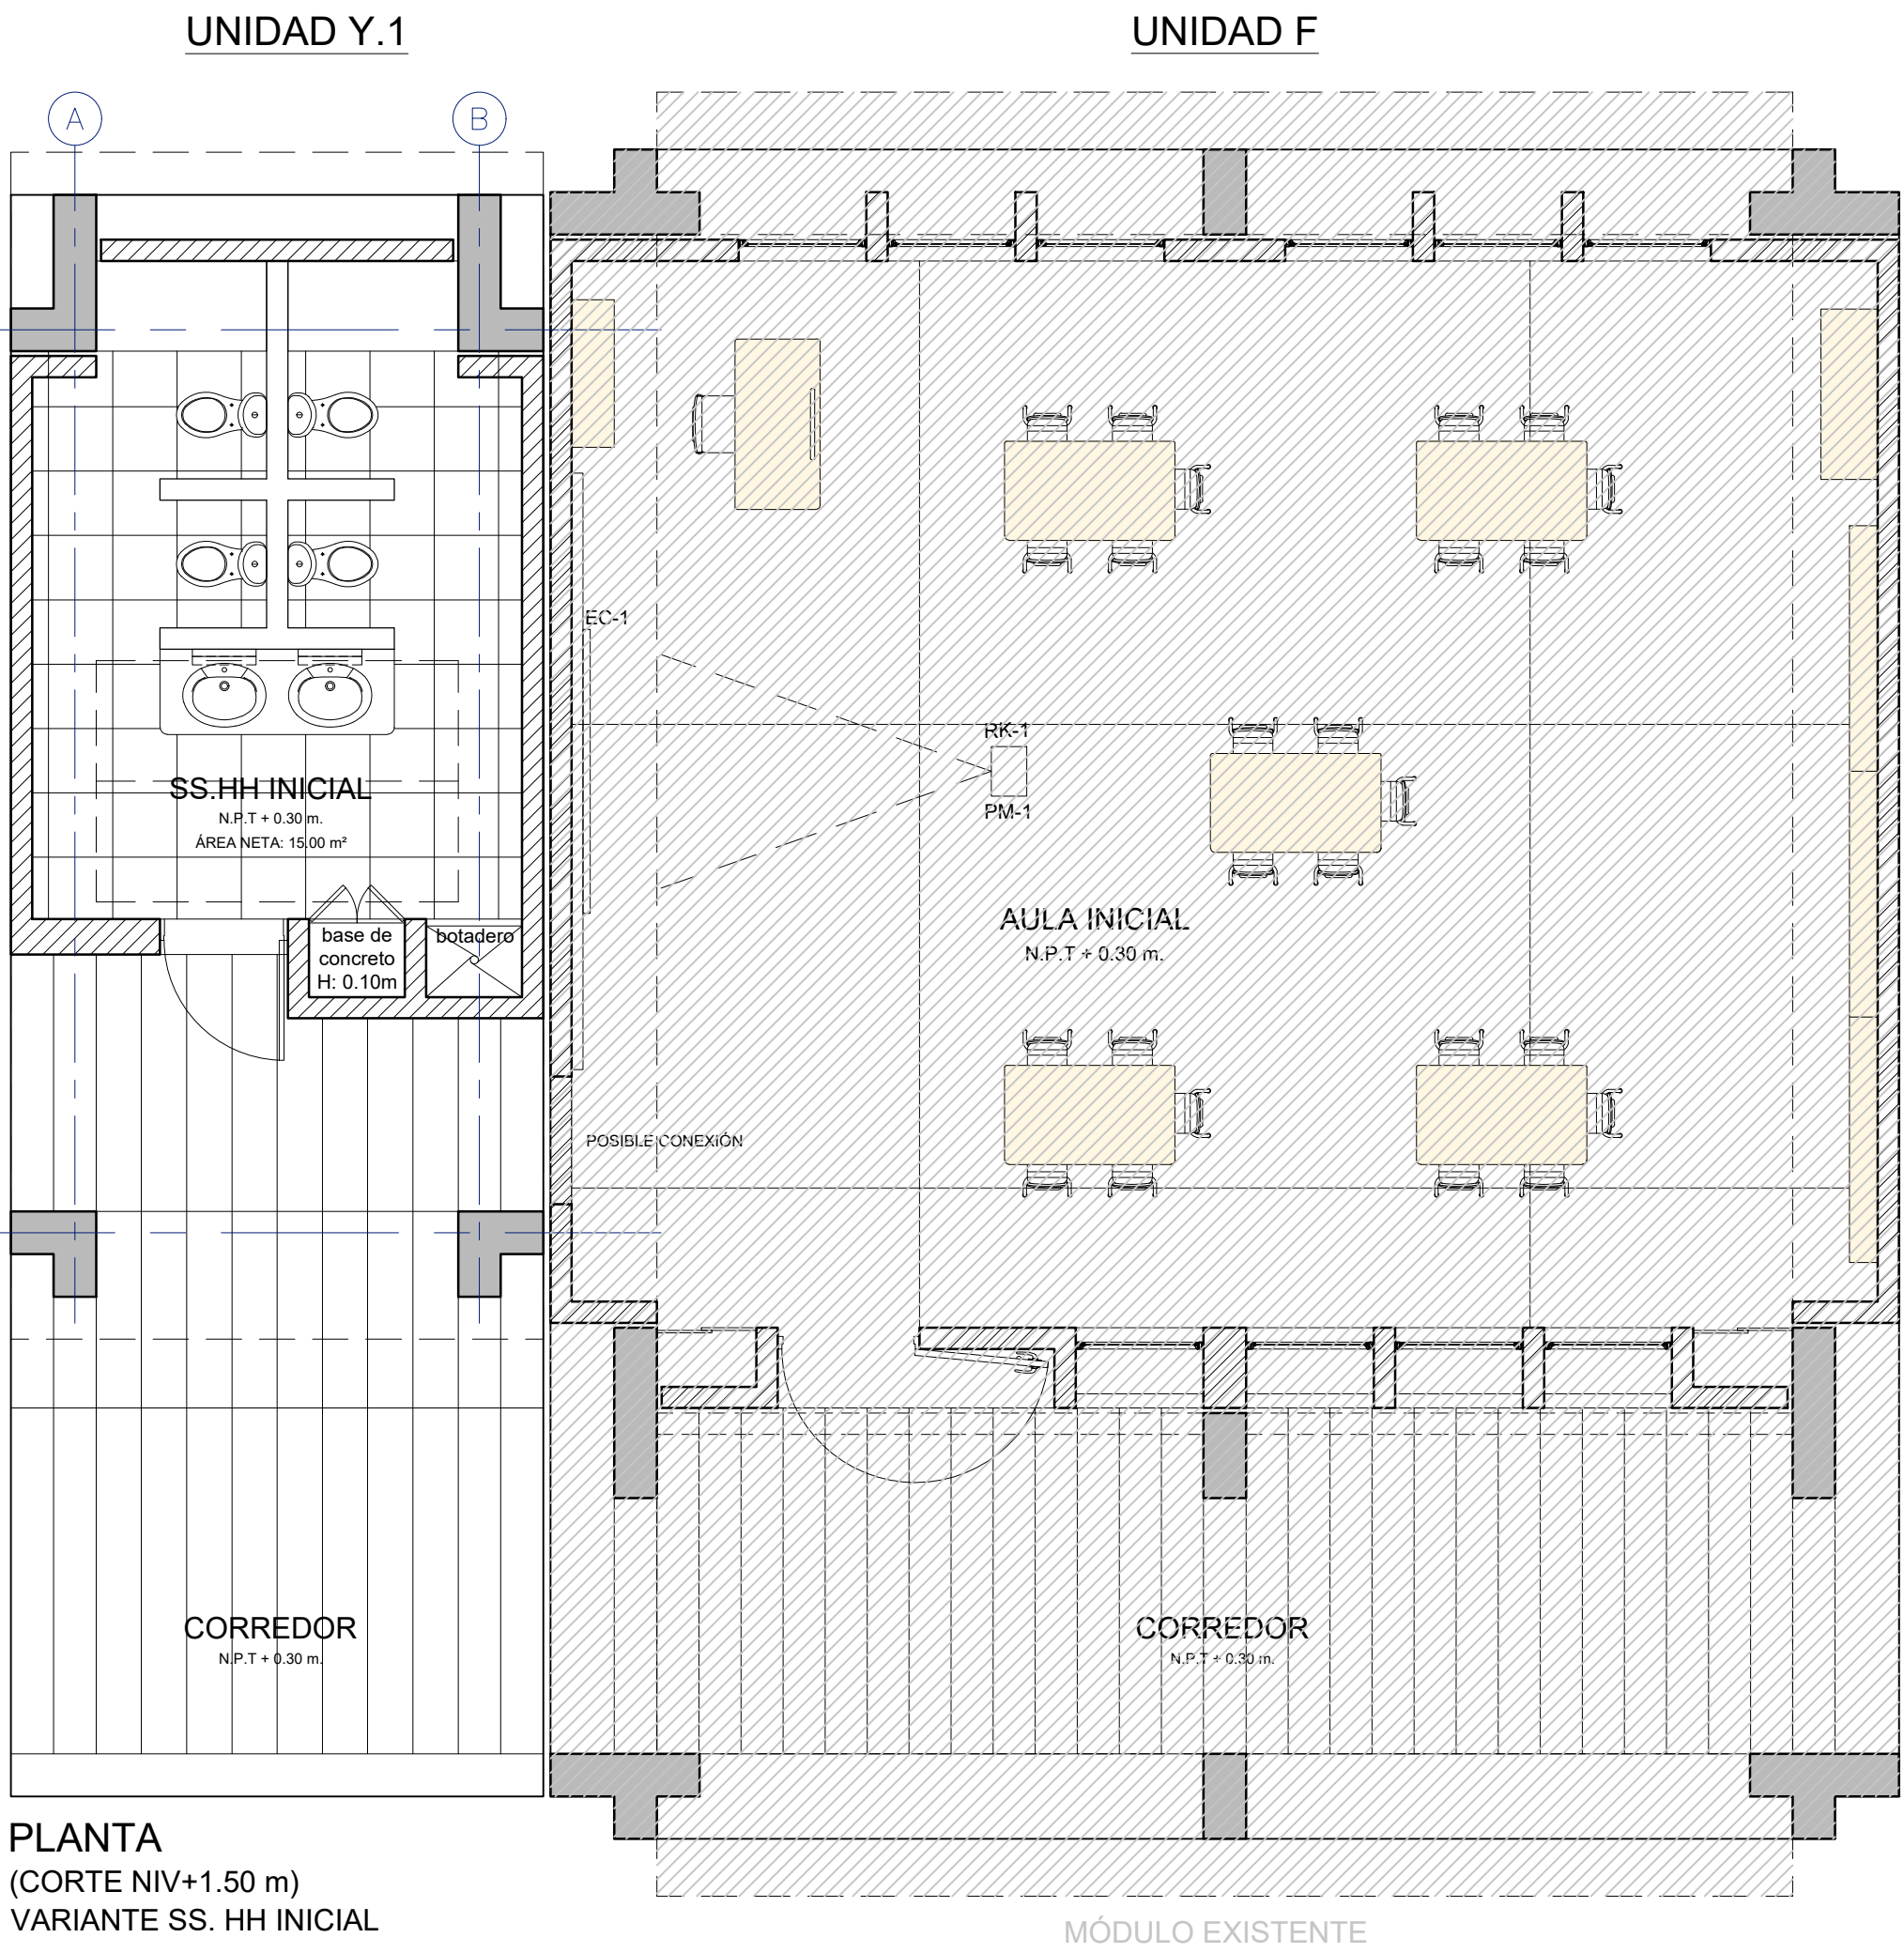 UNIDAD Y.1
UNIDAD F
A
B
EC-1
RK-1
PM-1
SS.HH INICIAL
N.P.T + 0.30 m.
ÁREA NETA: 15.00 m²
base de
concreto
H: 0.10m
botadero
AULA INICIAL
N.P.T + 0.30 m.
POSIBLE CONEXIÓN
CORREDOR
N.P.T + 0.30 m.
CORREDOR
N.P.T + 0.30 m.
PLANTA
(CORTE NIV+1.50 m)
VARIANTE SS. HH INICIAL
MÓDULO EXISTENTE